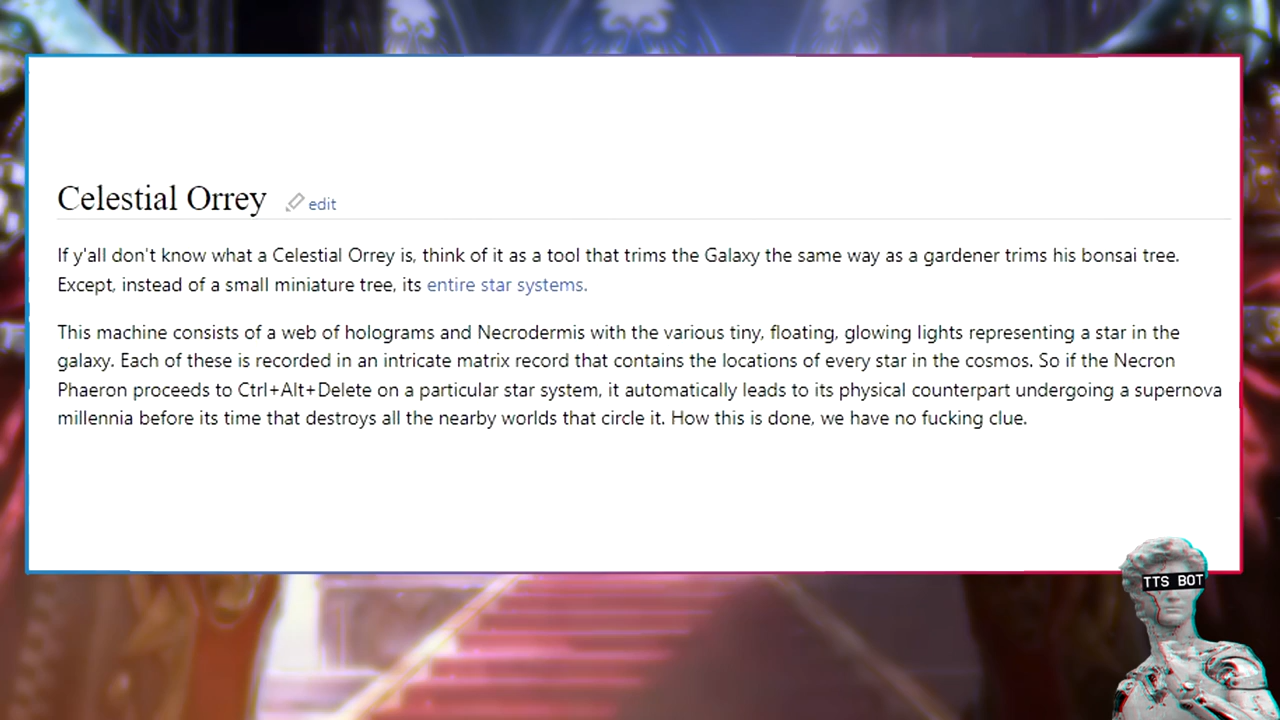 Celestial Orrey edit
If y'all don't know what a Celestial Orrey is, think of it as a tool that trims the Galaxy the same way as a gardener trims his bonsai tree.
Except, instead of a small miniature tree, its entire star systems.
This machine consists of a web of holograms and Necrodermis with the various tiny, floating, glowing lights representing a star in the
galaxy. Each of these is recorded in an intricate matrix record that contains the locations of every star in the cosmos. So if the Necron
Phaeron proceeds to Ctrl+Alt+Delete on a particular star system, it automatically leads to its physical counterpart undergoing a supernova
millennia before its time that destroys all the nearby worlds that circle it. How this is done, we have no fucking clue.
TTS BOT